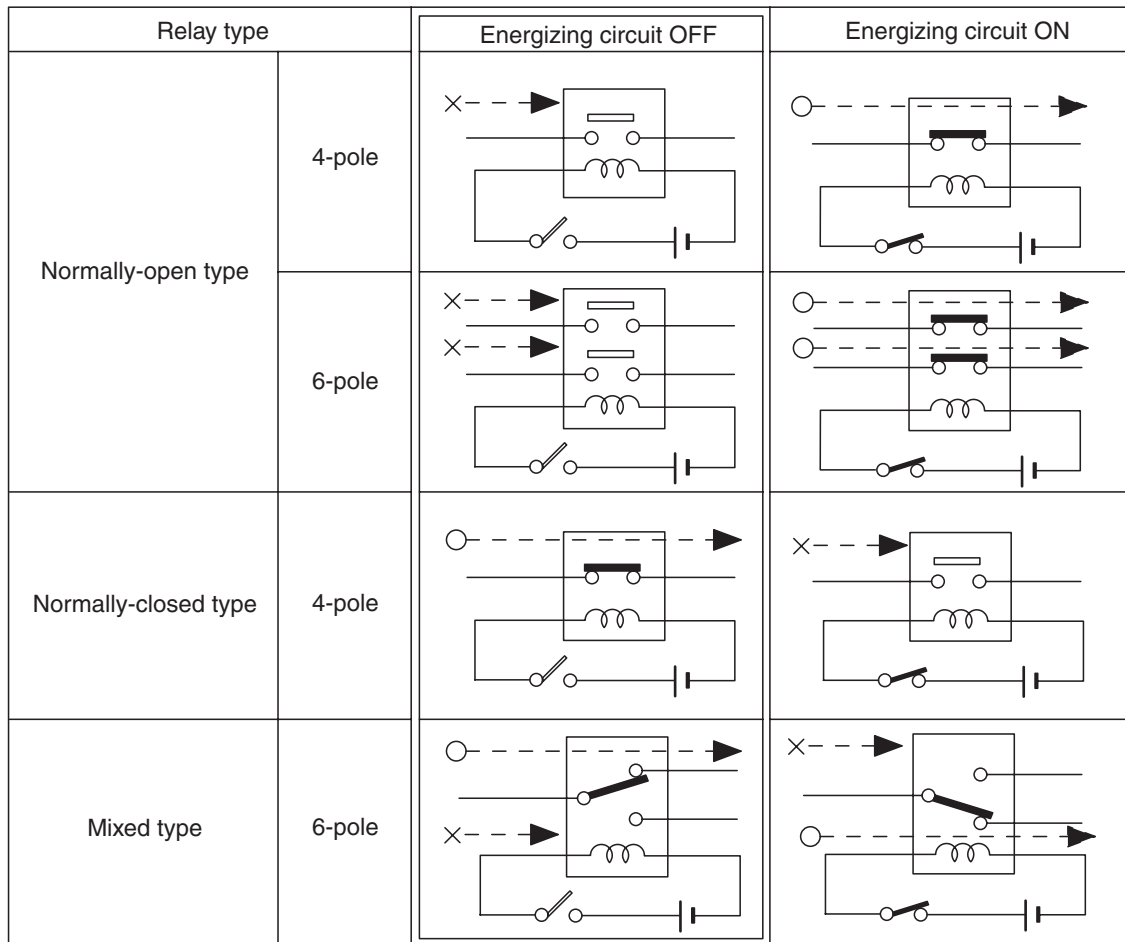 Relay type
Energizing circuit OFF
Energizing circuit ON
Normally-open type
4-pole
6-pole
Normally-closed type
4-pole
Mixed type
6-pole